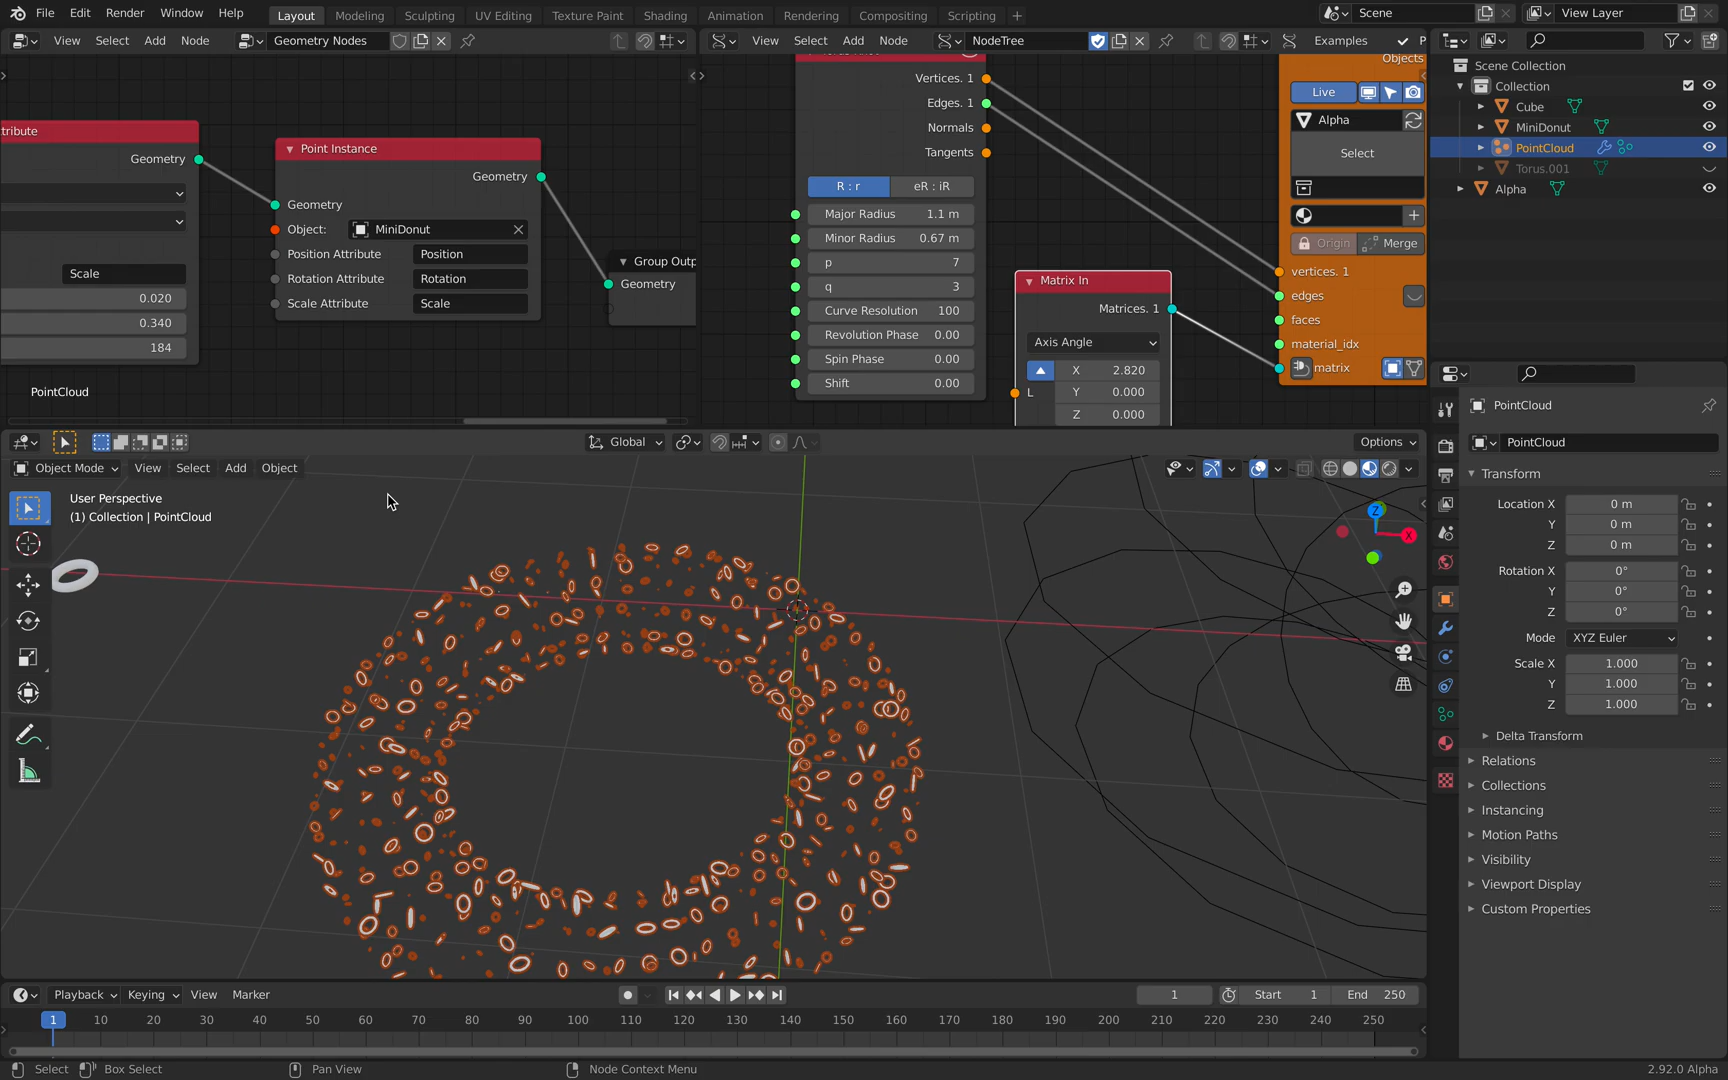 File Edit Render Window Help Layout Modeling Sculpting UV Editing Texture Paint Shading Animation Rendering Compositing Scripting + Scene View Layer
View Select Add Node Geometry Nodes View Select Add Node NodeTree Examples P
tribute
Geometry
Scale
0.020
0.340
184
PointCloud
Point Instance
Geometry
Geometry
Object: MiniDonut
Position Attribute Position
Rotation Attribute Rotation
Scale Attribute Scale
Group Outp
Geometry
Vertices. 1
Edges. 1
Normals
Tangents
R : r eR : iR
Major Radius 1.1 m
Minor Radius 0.67 m
p 7
q 3
Curve Resolution 100
Revolution Phase 0.00
Spin Phase 0.00
Shift 0.00
Matrix In
Matrices. 1
Axis Angle
X 2.820
L Y 0.000
Z 0.000
Objects
Live
Alpha
Select
+
Origin Merge
vertices. 1
edges
faces
material_idx
matrix
Scene Collection
Collection
Cube
MiniDonut
PointCloud
Torus.001
Alpha
Global Options
Object Mode View Select Add Object
User Perspective
(1) Collection | PointCloud
Z
X
PointCloud
PointCloud
Transform
Location X 0 m
Y 0 m
Z 0 m
Rotation X 0°
Y 0°
Z 0°
Mode XYZ Euler
Scale X 1.000
Y 1.000
Z 1.000
Delta Transform
Relations
Collections
Instancing
Motion Paths
Visibility
Viewport Display
Custom Properties
Playback Keying View Marker 1 Start 1 End 250
1 10 20 30 40 50 60 70 80 90 100 110 120 130 140 150 160 170 180 190 200 210 220 230 240 250
Select Box Select Pan View Node Context Menu 2.92.0 Alpha